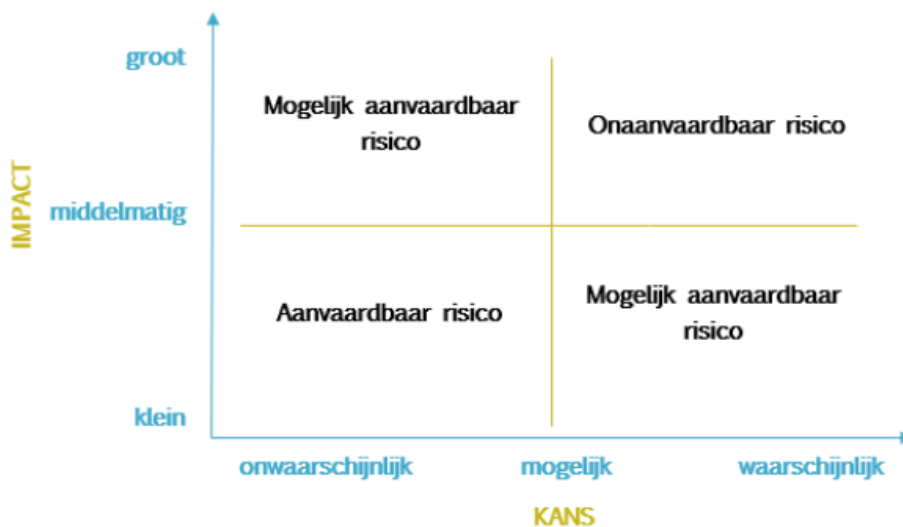 groot
Mogelijk aanvaardbaar
risico
Onaanvaardbaar risico
IMPACT
middelmatig
Aanvaardbaar risico
Mogelijk aanvaardbaar
risico
klein
onwaarschijnlijk
mogelijk
waarschijnlijk
KANS